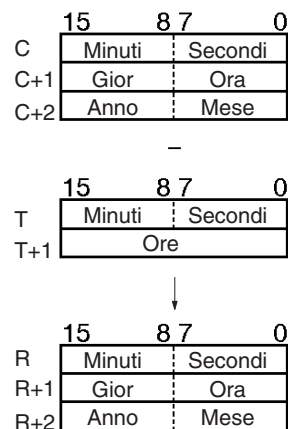 15 8 7 0
C Minuti Secondi
C+1 Gior Ora
C+2 Anno Mese
–
15 8 7 0
T Minuti Secondi
T+1 Ore
15 8 7 0
R Minuti Secondi
R+1 Gior Ora
R+2 Anno Mese